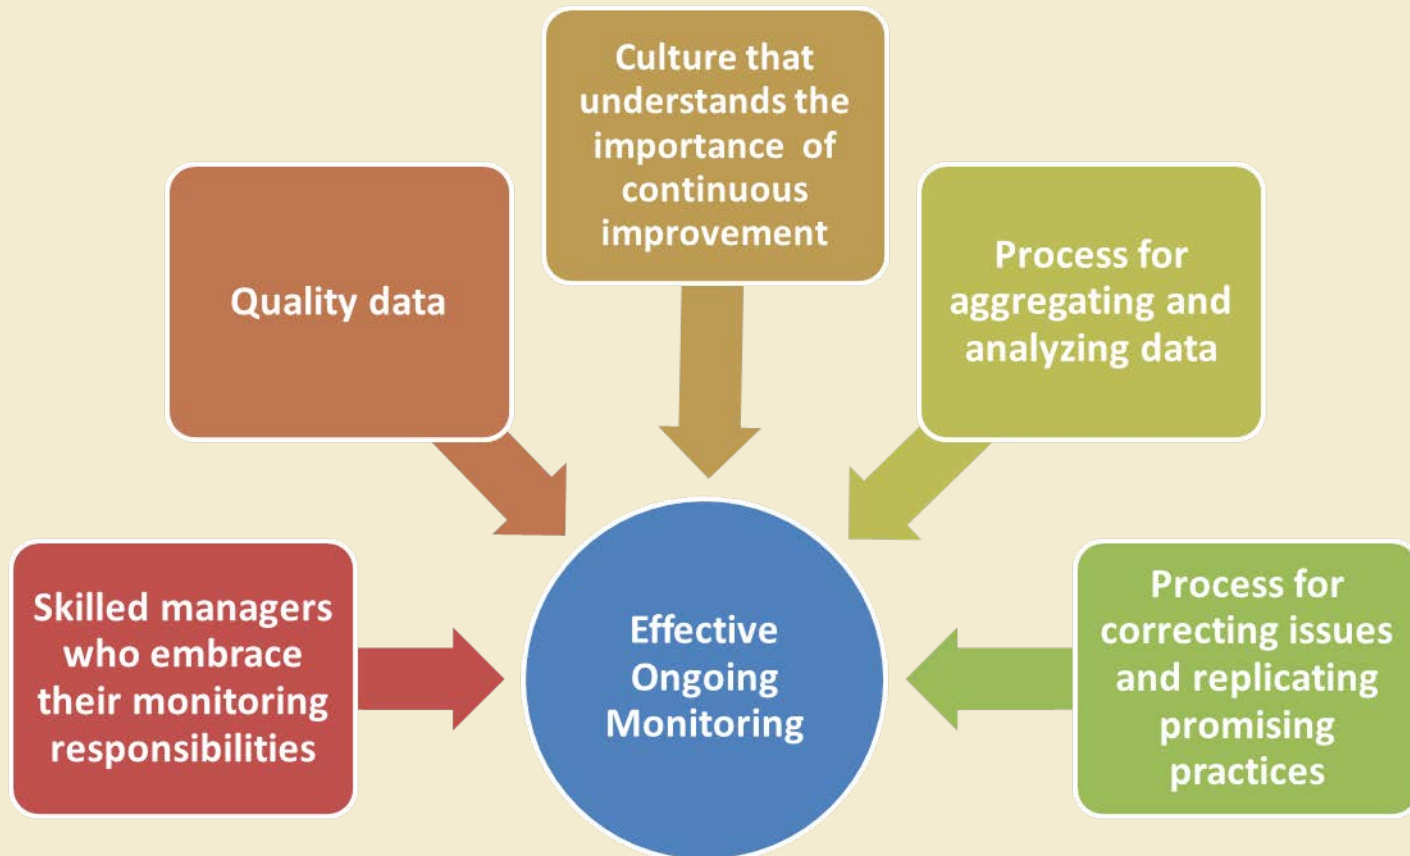 Culture that
understands the
importance of
continuous
improvement
Quality data
Process for
aggregating and
analyzing data
Skilled managers
who embrace
their monitoring
responsibilities
Effective
Ongoing
Monitoring
Process for
correcting issues
and replicating
promising
practices